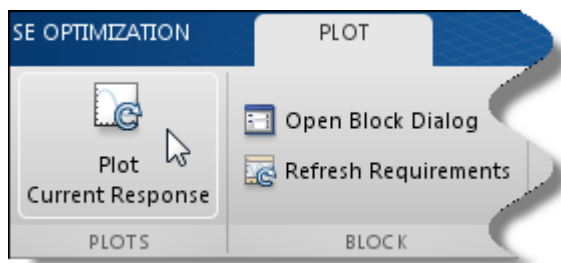 SE OPTIMIZATION
PLOT
Plot
Current Response
Open Block Dialog
Refresh Requirements
PLOTS
BLOCK